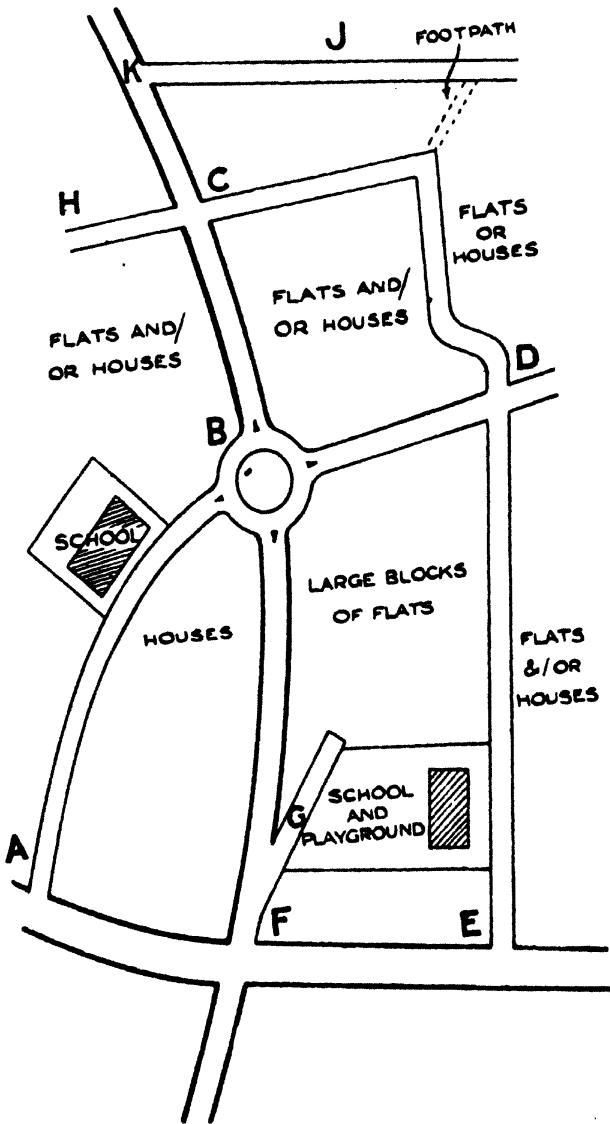 J
FOOTPATH
K
C
H
FLATS
OR
HOUSES
FLATS AND/
OR HOUSES
FLATS AND/
OR HOUSES
D
B
SCHOOL
LARGE BLOCKS
OF FLATS
HOUSES
FLATS
&/OR
HOUSES
SCHOOL
AND
PLAYGROUND
G
A
F
E